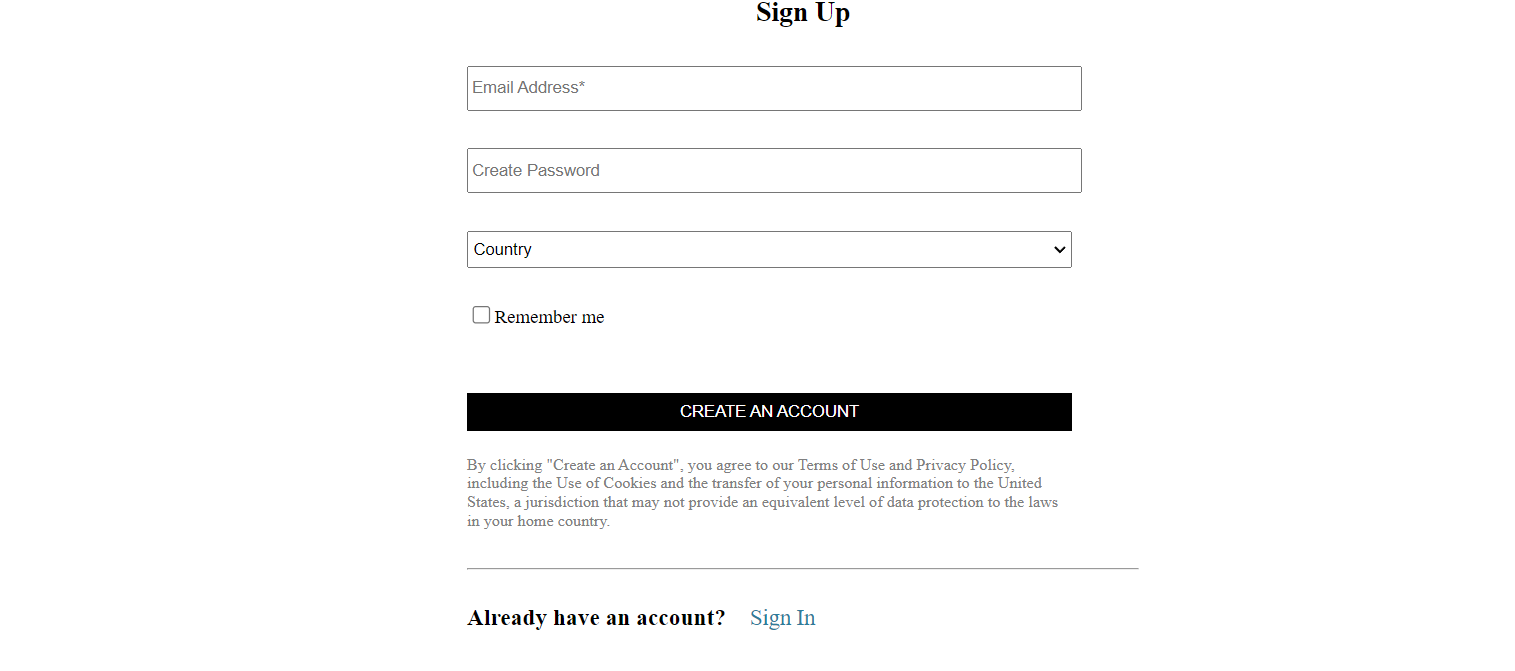 Sign Up
Email Address*
Create Password
Country
Remember me
CREATE AN ACCOUNT
By clicking "Create an Account", you agree to our Terms of Use and Privacy Policy,
including the Use of Cookies and the transfer of your personal information to the United
States, a jurisdiction that may not provide an equivalent level of data protection to the laws
in your home country.
Already have an account? Sign In